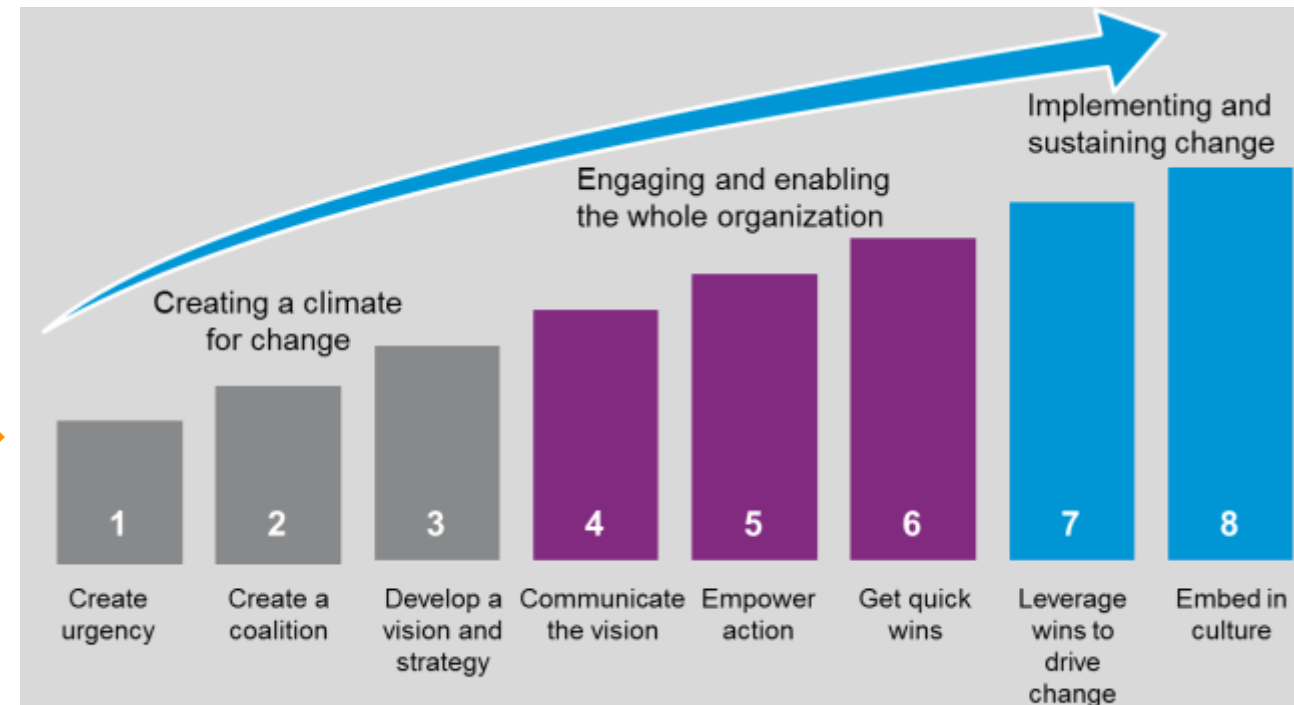 Implementing and
sustaining change
Engaging and enabling
the whole organization
Creating a climate
for change
1
2
3
4
5
6
7
8
Create
urgency
Create a
coalition
Develop a
vision and
strategy
Communicate
the vision
Empower
action
Get quick
wins
Leverage
wins to
drive
change
Embed in
culture